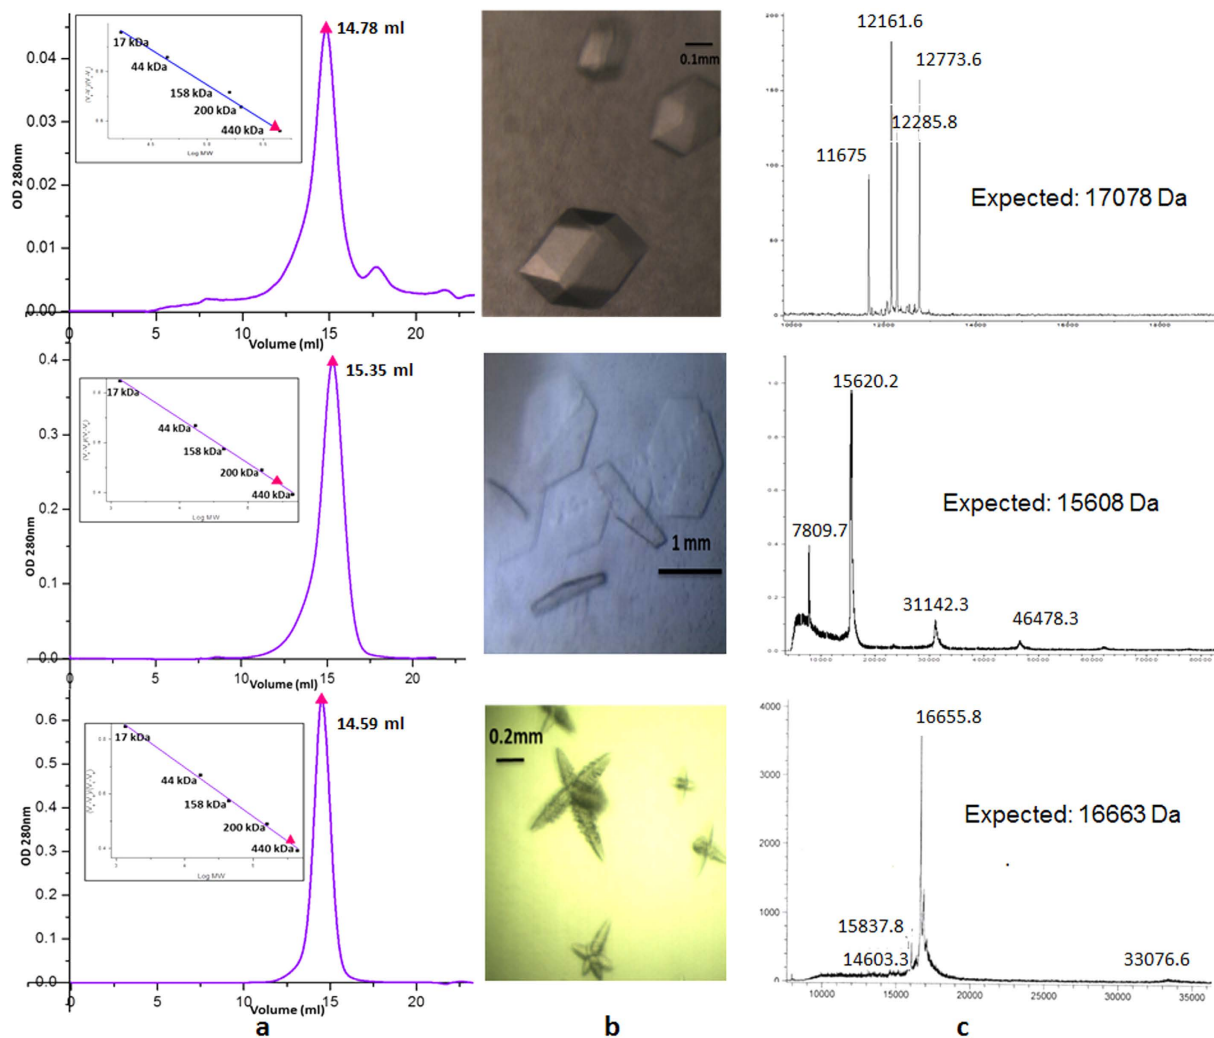 14.78 ml
OD 280nm
0.04
0.03
0.02
0.01
0.00
0
5
10
15
20
Volume (ml)
17 kDa
44 kDa
158 kDa
200 kDa
440 kDa
Log MW
0.1mm
12161.6
12773.6
12285.8
11675
Expected: 17078 Da
10000
12000
14000
16000
18000
15.35 ml
OD 280nm
0.4
0.3
0.2
0.1
0.0
0
5
10
15
20
Volume (ml)
17 kDa
44 kDa
158 kDa
200 kDa
440 kDa
Log MW
1 mm
15620.2
Expected: 15608 Da
7809.7
31142.3
46478.3
14.59 ml
OD 280nm
0.6
0.5
0.4
0.3
0.2
0.1
0.0
0
5
10
15
20
Volume (ml)
17 kDa
44 kDa
158 kDa
200 kDa
440 kDa
Log MW
0.2mm
4000
3000
2000
1000
0
16655.8
Expected: 16663 Da
15837.8
14603.3
33076.6
10000
15000
20000
25000
30000
35000
a
b
c